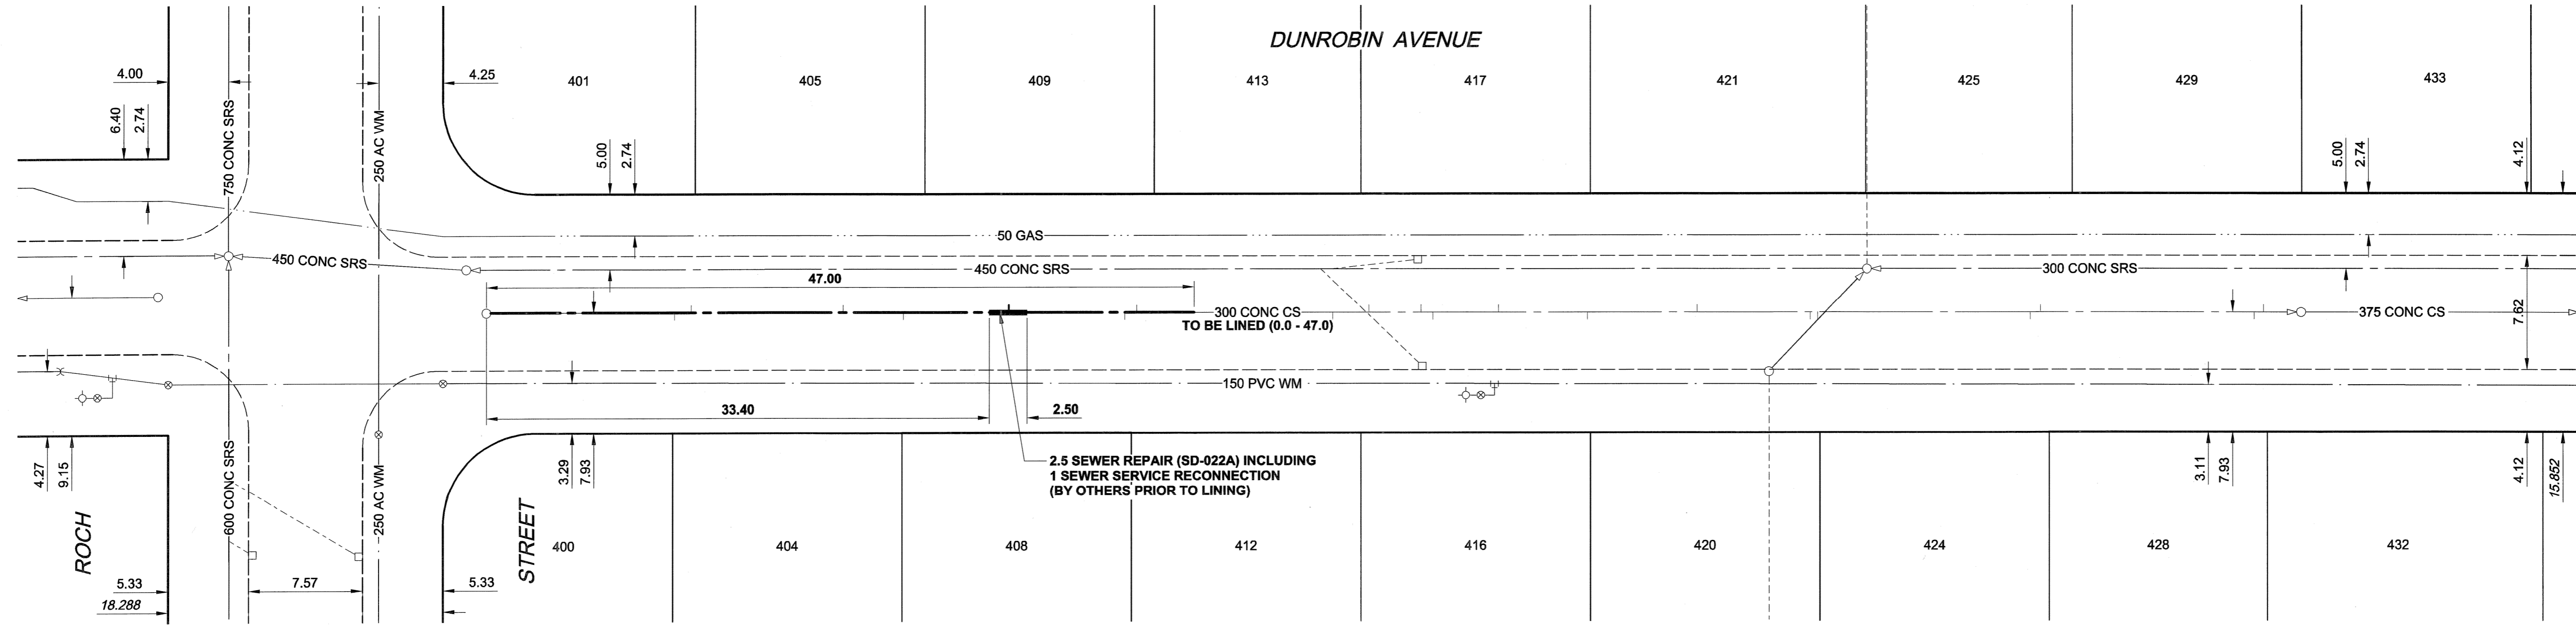 DUNROBIN AVENUE
4.00
4.25
401
405
409
413
417
421
425
429
433
6.40
2.74
750 CONC SRS
250 AC WM
5.00
2.74
5.00
2.74
4.12
50 GAS
450 CONC SRS
450 CONC SRS
300 CONC SRS
47.00
300 CONC CS
TO BE LINED (0.0 - 47.0)
375 CONC CS
7.62
150 PVC WM
33.40
2.50
2.5 SEWER REPAIR (SD-022A) INCLUDING
1 SEWER SERVICE RECONNECTION
(BY OTHERS PRIOR TO LINING)
4.27
9.15
600 CONC SRS
250 AC WM
3.29
7.93
3.11
7.93
4.12
15.852
ROCH
STREET
400
404
408
412
416
420
424
428
432
5.33
7.57
5.33
18.288